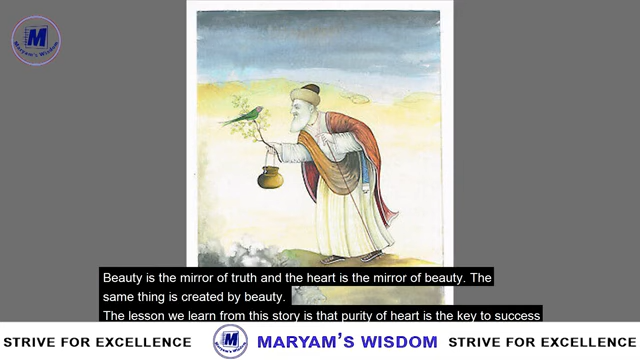 M
Maryam's Wisdom
Beauty is the mirror of truth and the heart is the mirror of beauty. The
same thing is created by beauty.
The lesson we learn from this story is that purity of heart is the key to success
STRIVE FOR EXCELLENCE
M
Maryam's Wisdom
MARYAM'S WISDOM
STRIVE FOR EXCELLENCE